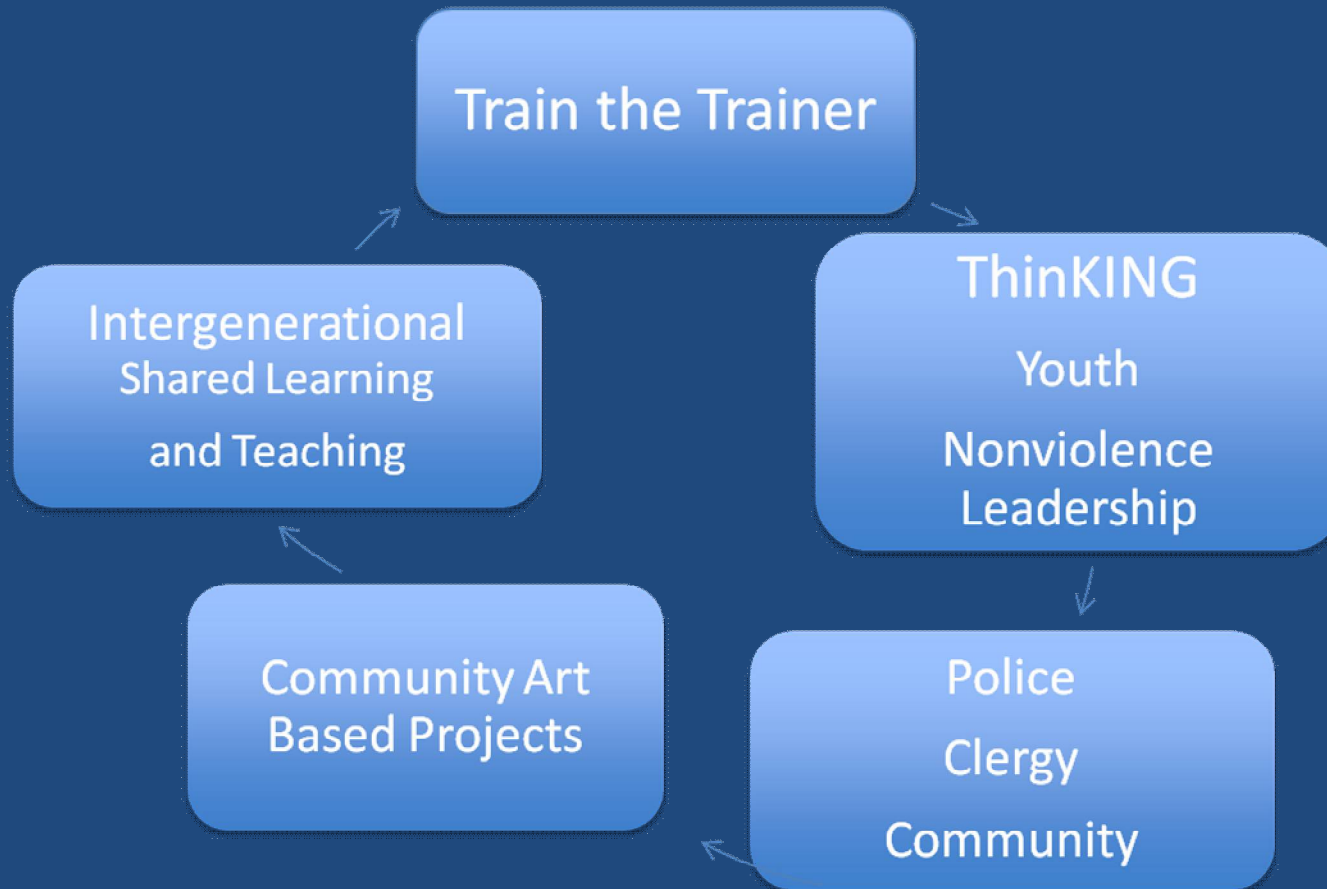 Train the Trainer
ThinKING
Youth
Nonviolence
Leadership
Police
Clergy
Community
Community Art
Based Projects
Intergenerational
Shared Learning
and Teaching